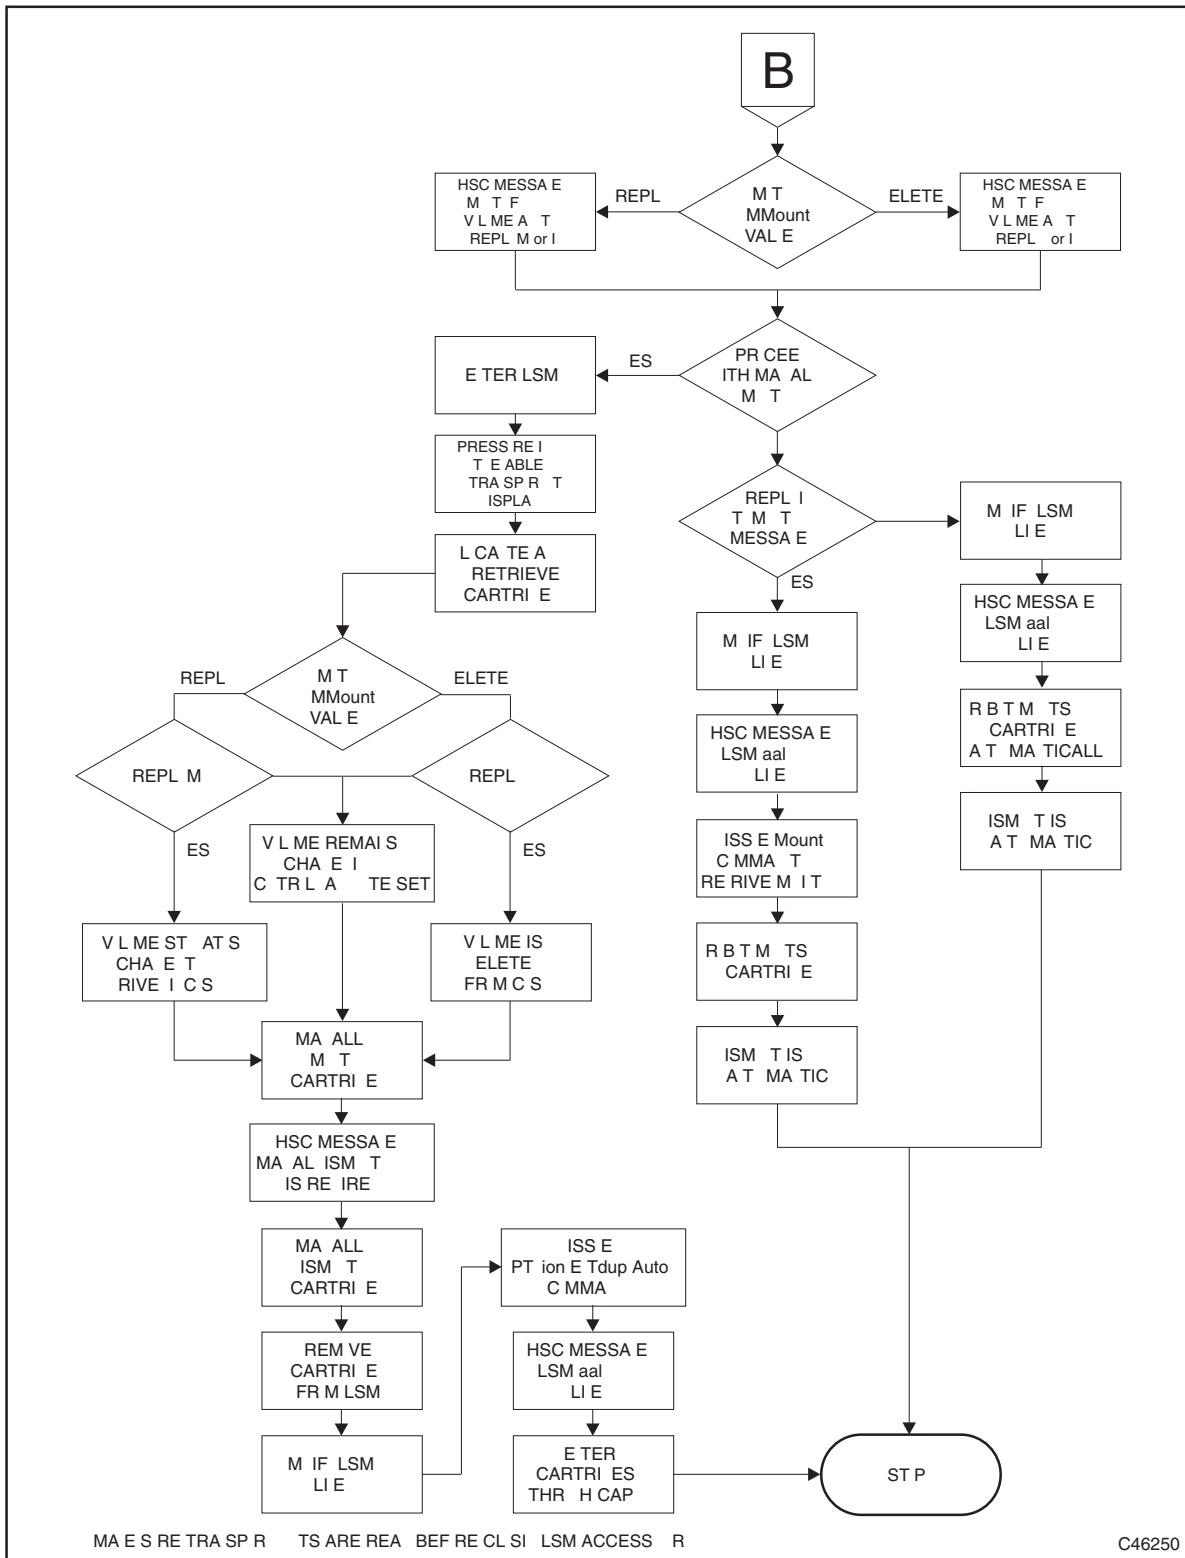 B
HSC MESSA E
M T F
V L ME A T
REPL M or I
REPL
M T
MMount
VAL E
ELETE
HSC MESSA E
M T F
V L ME A T
REPL or I
E TER LSM
ES
PR CEE
ITH MA AL
M T
PRESS RE I
T E ABLE
TRA SP R T
ISPLA
REPL I
T M T
MESSA E
ES
M IF LSM
LI E
L CA TE A
RETRIEVE
CARTRI E
HSC MESSA E
LSM aal
LI E
M IF LSM
LI E
REPL
M T
MMount
VAL E
ELETE
R B T M TS
CARTRI E
A T MA TICALL
HSC MESSA E
LSM aal
LI E
REPL M
REPL
ISM T IS
A T MA TIC
ES
V L ME REMAI S
CHA E I
C TR L A TE SET
ES
ISS E Mount
C MMA T
RE RIVE M I T
V L ME ST AT S
CHA E T
RIVE I C S
V L ME IS
ELETE
FR M C S
R B T M TS
CARTRI E
MA ALL
M T
CARTRI E
ISM T IS
A T MA TIC
HSC MESSA E
MA AL ISM T
IS RE IRE
MA ALL
ISM T
CARTRI E
ISS E
PT ion E Tdup Auto
C MMA
REM VE
CARTRI E
FR M LSM
HSC MESSA E
LSM aal
LI E
M IF LSM
LI E
E TER
CARTRI ES
THR H CAP
ST P
MA E S RE TRA SP R TS ARE REA BEF RE CL SI LSM ACCESS R
C46250